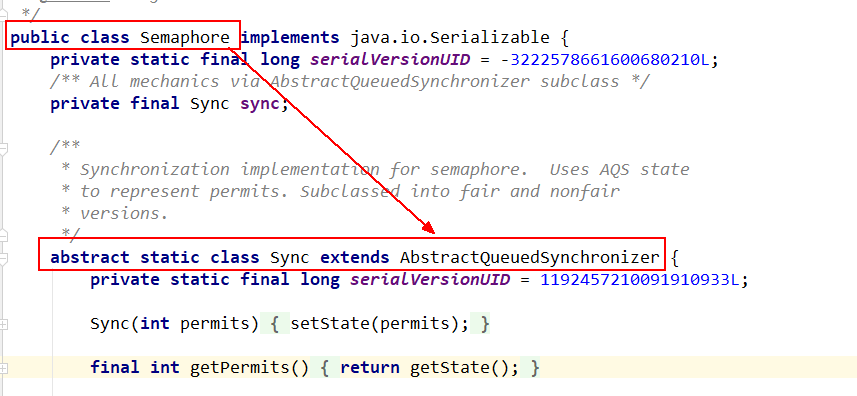 */
public class Semaphore implements java.io.Serializable {
private static final long serialVersionUID = -3222578661600680210L;
/** All mechanics via AbstractQueuedSynchronizer subclass */
private final Sync sync;
/**
* Synchronization implementation for semaphore.  Uses AQS state
* to represent permits. Subclassed into fair and nonfair
* versions.
*/
abstract static class Sync extends AbstractQueuedSynchronizer {
private static final long serialVersionUID = 1192457210091910933L;
Sync(int permits) { setState(permits); }
final int getPermits() { return getState(); }